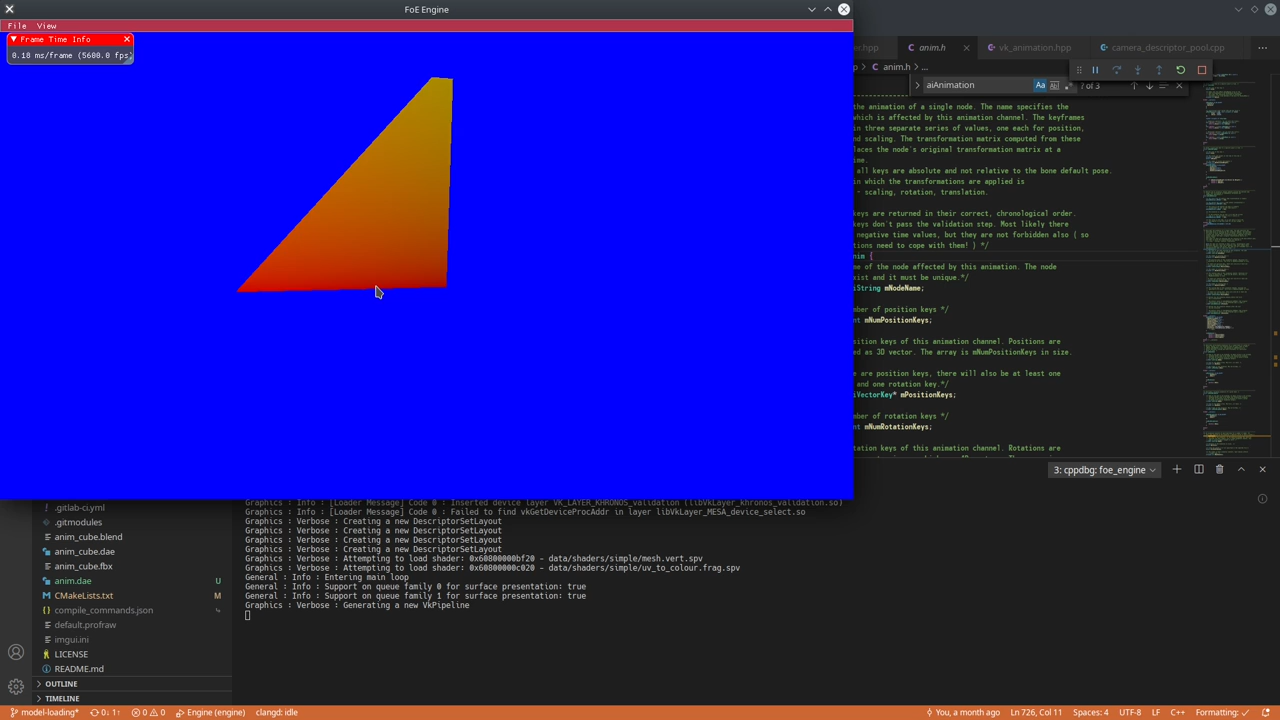 FoE Engine
File View
Frame Time Info
0.18 ms/frame (5600.0 fps)
anim.h
vk_animation.hpp
camera_descriptor_pool.cpp
anim.h > ...
aiAnimation
Aa
? of 3
the animation of a single node. The name specifies the
which is affected by this animation channel. The keyframes
in three separate series of values, one each for position,
nd scaling. The transformation matrix computed from these
laces the node's original transformation matrix at a
ime.
all keys are absolute and not relative to the bone default pose.
in which the transformations are applied is
- scaling, rotation, translation.
keys are returned in their correct, chronological order.
keys don't pass the validation step. Most likely there
negative time values, but they are not forbidden also ( so
tions need to cope with them! ) */
nim {
me of the node affected by this animation. The node
ist and it must be unique.*/
iString mNodeName;
mber of position keys */
nt mNumPositionKeys;
sition keys of this animation channel. Positions are
ed as 3D vector. The array is mNumPositionKeys in size.
e are position keys, there will also be at least one
and one rotation key.*/
iVectorKey* mPositionKeys;
mber of rotation keys */
nt mNumRotationKeys;
tation keys of this animation channel. Rotations are
3: cppdbg: foe_engine
Graphics : Info : [Loader Message] Code 0 : Inserted device layer VK_LAYER_KHRONOS_validation (libVkLayer_khronos_validation.so)
Graphics : Info : [Loader Message] Code 0 : Failed to find vkGetDeviceProcAddr in layer libVkLayer_MESA_device_select.so
Graphics : Verbose : Creating a new DescriptorSetLayout
Graphics : Verbose : Creating a new DescriptorSetLayout
Graphics : Verbose : Creating a new DescriptorSetLayout
Graphics : Verbose : Creating a new DescriptorSetLayout
Graphics : Verbose : Attempting to load shader: 0x60800000bf20 - data/shaders/simple/mesh.vert.spv
Graphics : Verbose : Attempting to load shader: 0x60800000c020 - data/shaders/simple/uv_to_colour.frag.spv
General : Info : Entering main loop
General : Info : Support on queue family 0 for surface presentation: true
General : Info : Support on queue family 1 for surface presentation: true
Graphics : Verbose : Generating a new VkPipeline
.gitlab-ci.yml
.gitmodules
anim_cube.blend
anim_cube.dae
anim_cube.fbx
anim.dae U
CMakeLists.txt M
compile_commands.json
default.profraw
imgui.ini
LICENSE
README.md
OUTLINE
TIMELINE
model-loading* 0↓ 1↑ 0 0 Engine (engine) clangd: idle
You, a month ago Ln 726, Col 11 Spaces: 4 UTF-8 LF C++ Formatting: ✓